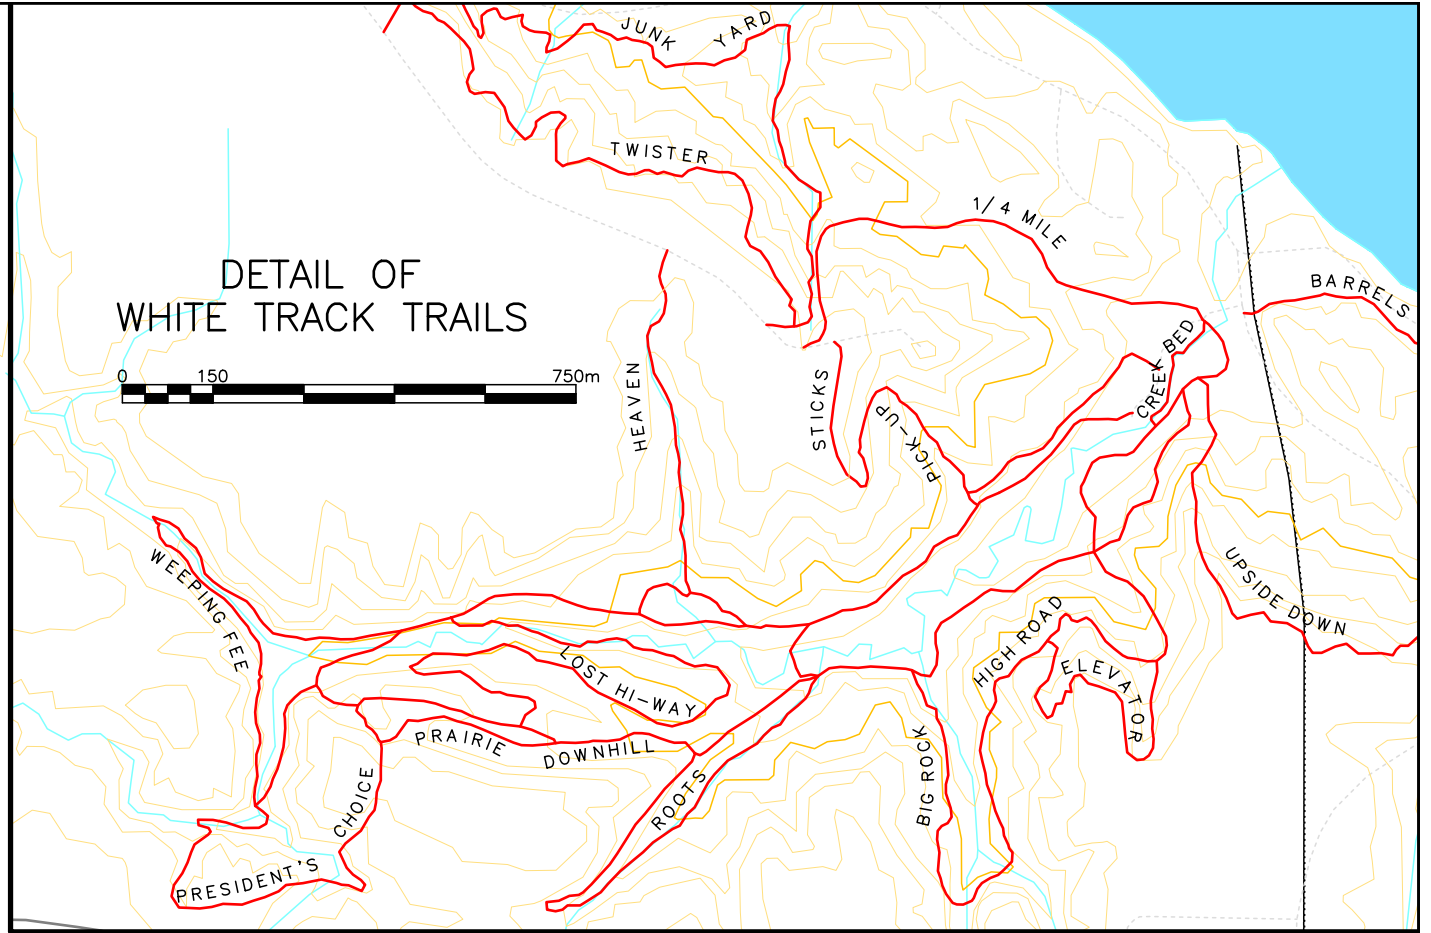 JUNK YARD
TWISTER
1/4 MILE
DETAIL OF
WHITE TRACK TRAILS
BARRELS
0 150 750m
HEAVEN
STICKS
PICK-UP
CREEK BED
WEEPING FEE
UPSIDE DOWN
HIGH ROAD
LOST HI-WAY
ELEVATOR
PRAIRIE DOWNHILL
BIG ROCK
ROOTS
PRESIDENT'S CHOICE